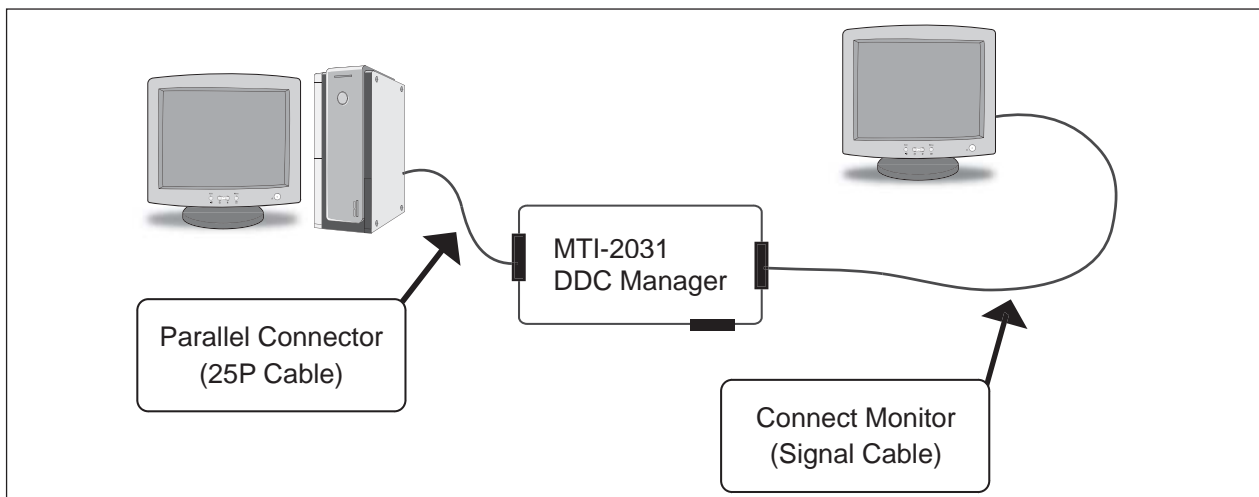 MTI-2031
DDC Manager
Parallel Connector
(25P Cable)
Connect Monitor
(Signal Cable)